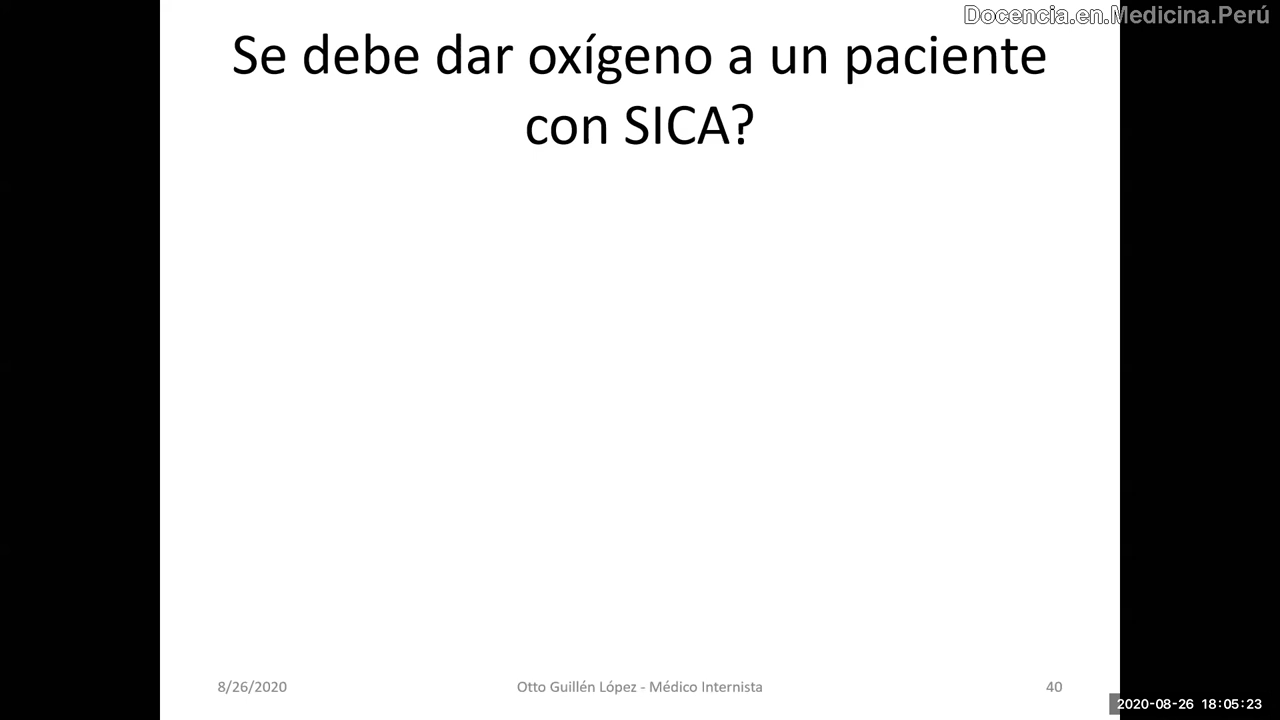 Docencia.en.Medicina.Perú
Se debe dar oxígeno a un paciente
con SICA?
8/26/2020
Otto Guillén López - Médico Internista
40
2020-08-26 18:05:23